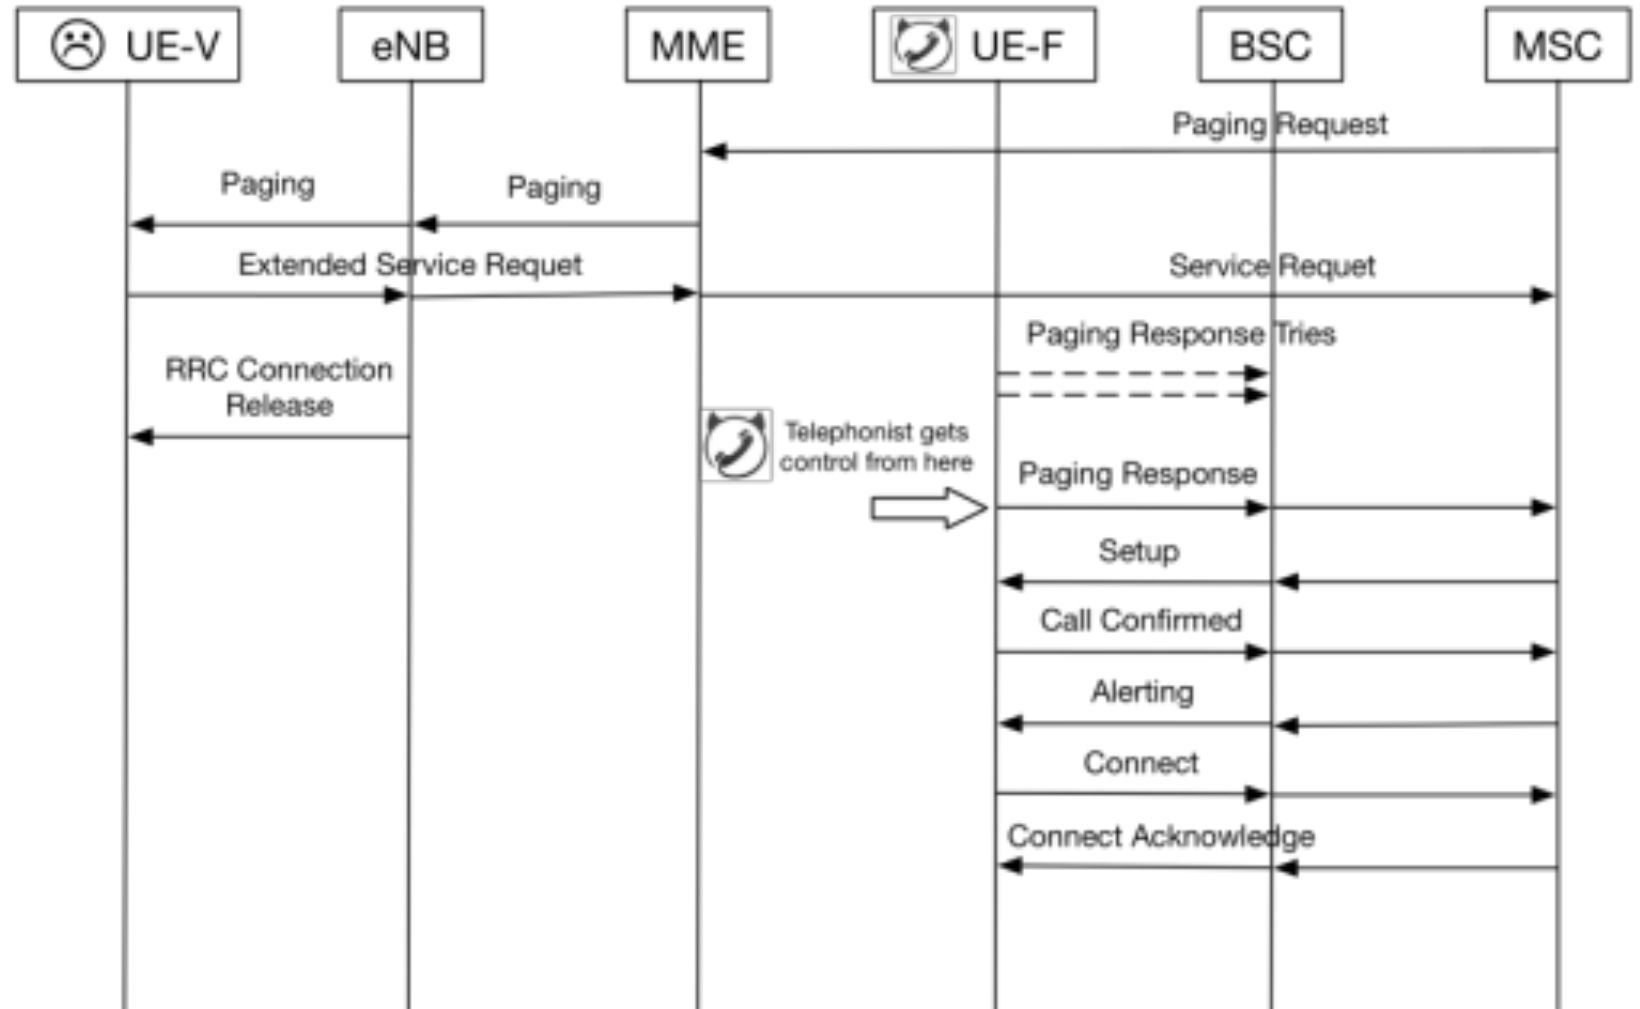 UE-V
eNB
MME
UE-F
BSC
MSC
Paging Request
Paging
Paging
Extended Service Requet
Service Requet
Paging Response Tries
RRC Connection
Release
Telephonist gets
control from here
Paging Response
Setup
Call Confirmed
Alerting
Connect
Connect Acknowledge